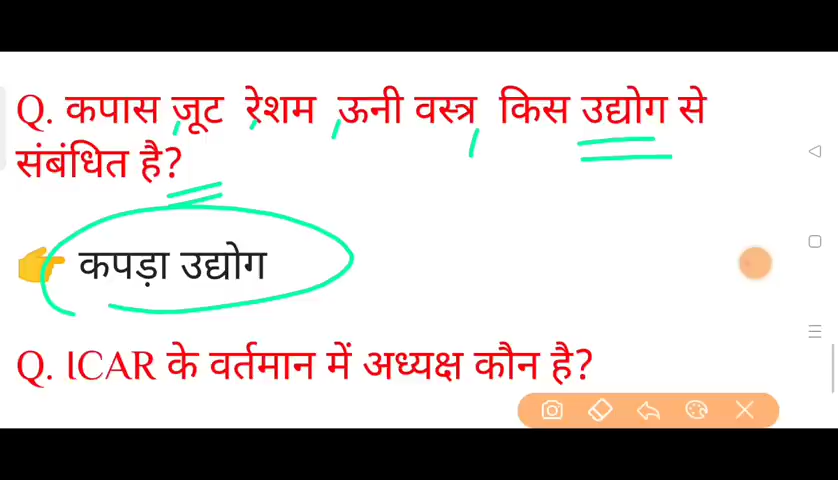 Q. कपास जूट रेशम ऊनी वस्त्र किस उद्योग से
संबंधित है?
👉 कपड़ा उद्योग
Q. ICAR के वर्तमान में अध्यक्ष कौन है?